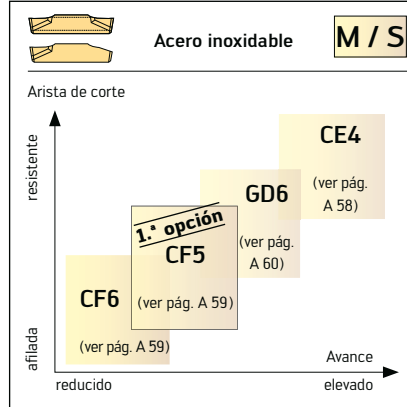 Acero inoxidable
M / S
Arista de corte
resistente
afilada
CE4
(ver pág.
A 58)
GD6
(ver pág.
A 60)
1.ª opción
CF5
(ver pág. A 59)
CF6
(ver pág. A 59)
Avance
reducido
elevado